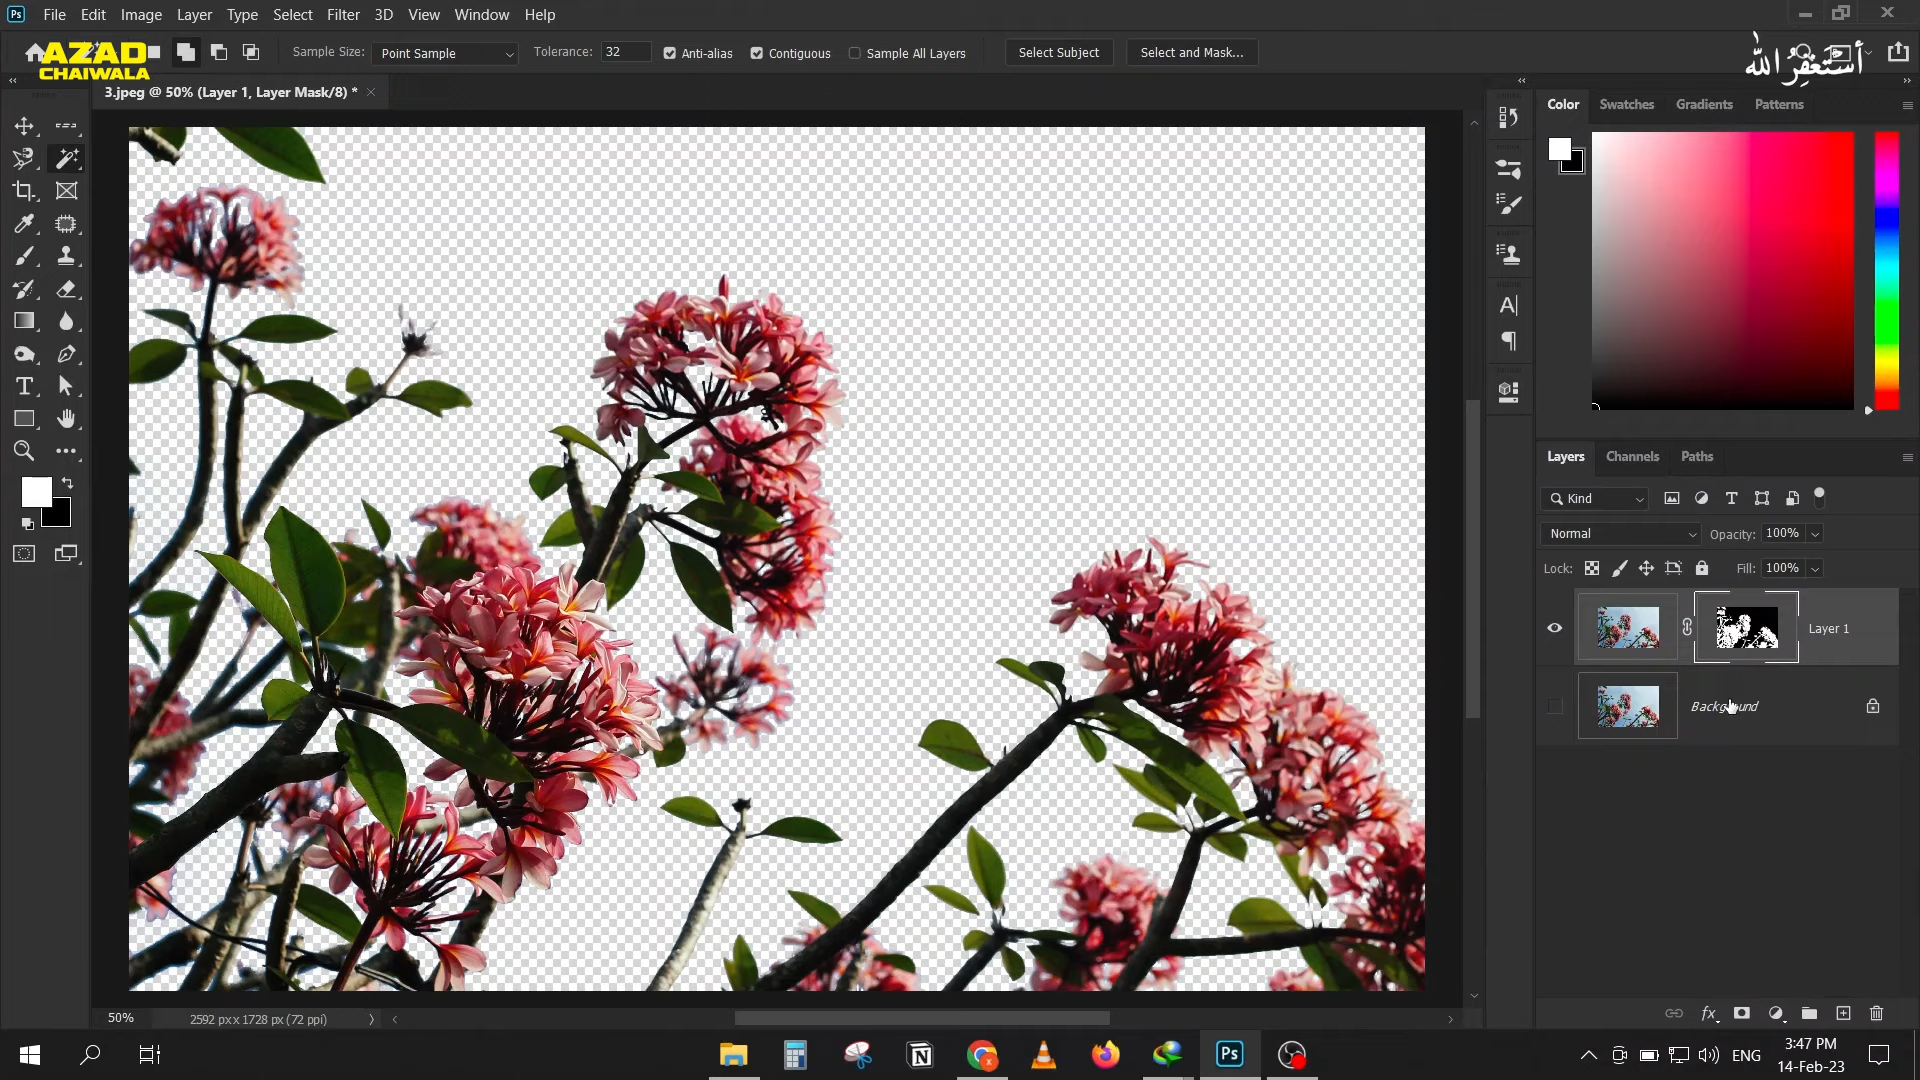 Ps File Edit Image Layer Type Select Filter 3D View Window Help
AZAD
CHAIWALA
Sample Size: Point Sample Tolerance: 32 Anti-alias Contiguous Sample All Layers Select Subject Select and Mask...
أستغفر الله
3.jpeg @ 50% (Layer 1, Layer Mask/8) *
Color Swatches Gradients Patterns
Layers Channels Paths
Kind
Normal Opacity: 100%
Lock: Fill: 100%
Layer 1
Background
50% 2592 px x 1728 px (72 ppi)
fx
Ps
ENG
3:47 PM
14-Feb-23